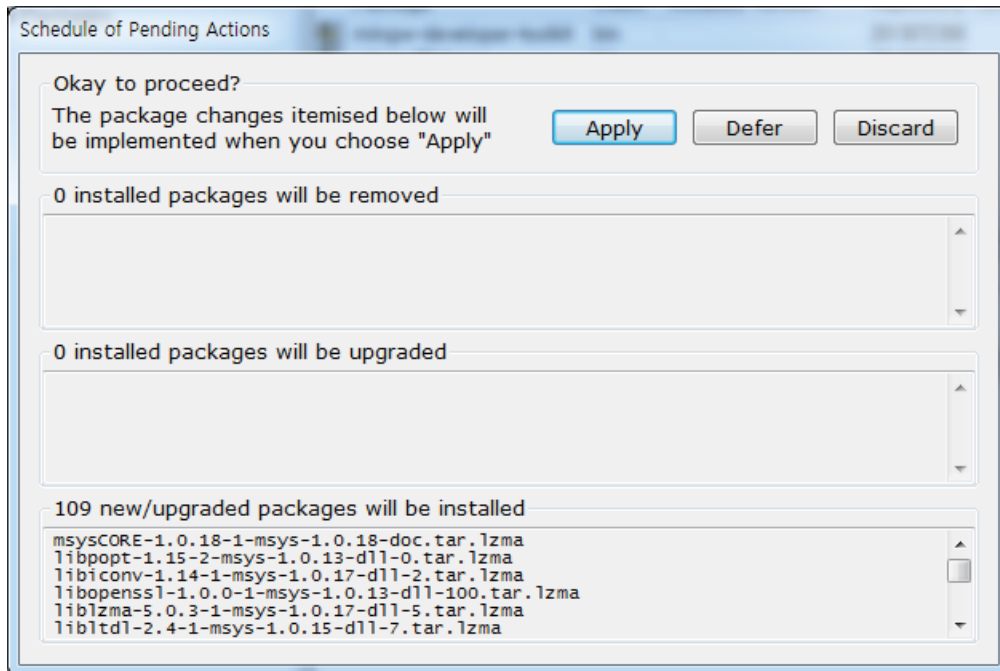 Schedule of Pending Actions
Okay to proceed?
The package changes itemised below will
be implemented when you choose "Apply"
Apply
Defer
Discard
0 installed packages will be removed
0 installed packages will be upgraded
109 new/upgraded packages will be installed
msysCORE-1.0.18-1-msys-1.0.18-doc.tar.lzma
libpopt-1.15-2-msys-1.0.13-dll-0.tar.lzma
libiconv-1.14-1-msys-1.0.17-dll-2.tar.lzma
libopenssl-1.0.0-1-msys-1.0.13-dll-100.tar.lzma
liblzma-5.0.3-1-msys-1.0.17-dll-5.tar.lzma
libltdl-2.4-1-msys-1.0.15-dll-7.tar.lzma